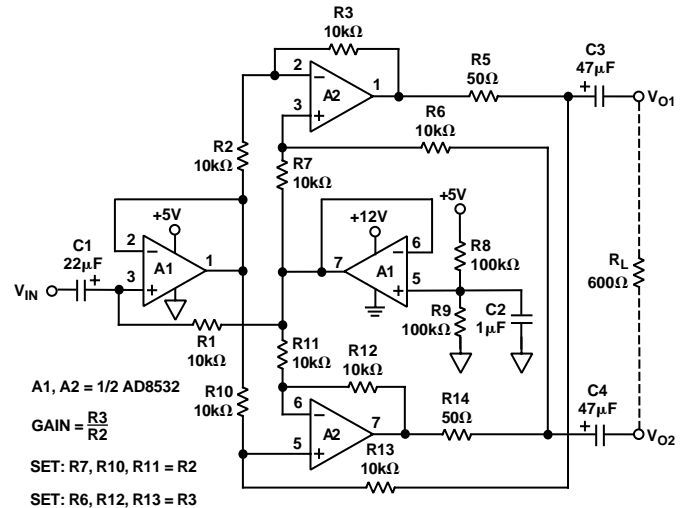 R3
10kΩ
R5
50Ω
C3
47μF
2
1
A2
3
VO1
R6
10kΩ
R2
10kΩ
R7
10kΩ
+5V
+12V
+5V
C1
22μF
2
1
A1
3
VIN
6
7
A1
5
R8
100kΩ
R9
100kΩ
C2
1μF
RL
600Ω
R1
10kΩ
R11
10kΩ
R12
10kΩ
R10
10kΩ
R14
50Ω
C4
47μF
6
7
A2
5
VO2
R13
10kΩ
A1, A2 = 1/2 AD8532
GAIN = R3/R2
SET: R7, R10, R11 = R2
SET: R6, R12, R13 = R3